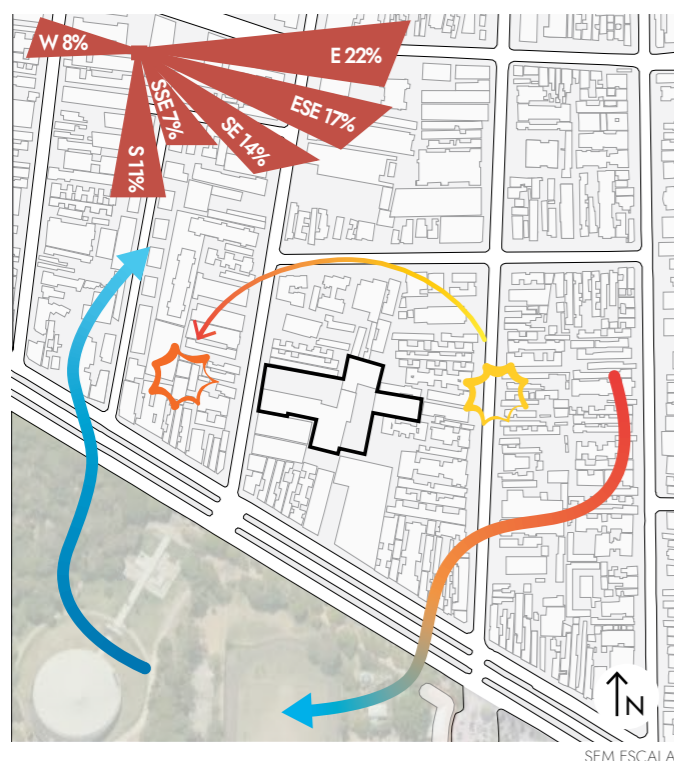 W 8%
E 22%
ESE 17%
SE 14%
SSE 7%
S 11%
N
SEM ESCALA